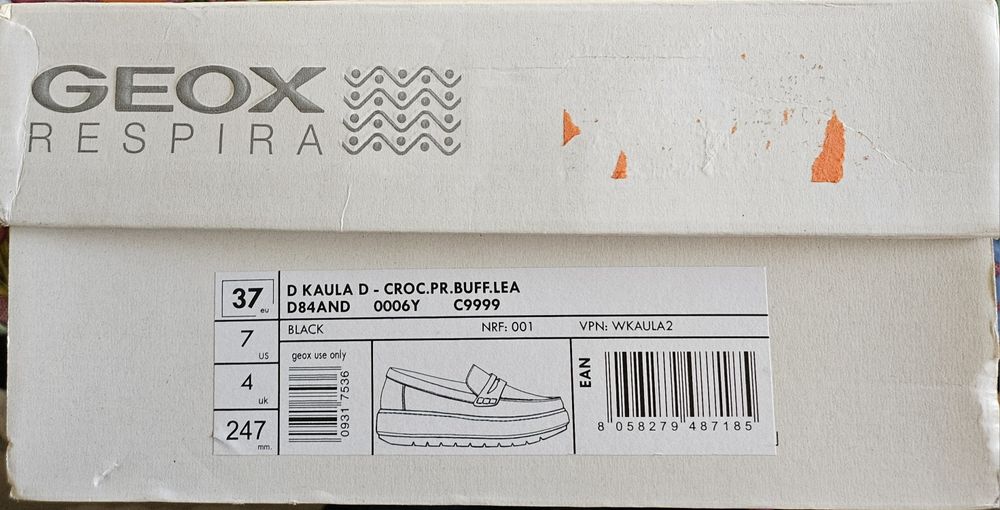 GEOX
RESPIRA
37 eu
D KAULA D - CROC.PR.BUFF.LEA
D84AND 0006Y C9999
7 US
BLACK NRF: 001 VPN: WKAULA2
4 uk
247 mm.
geox use only
0931 7536
EAN
8 058279 487185